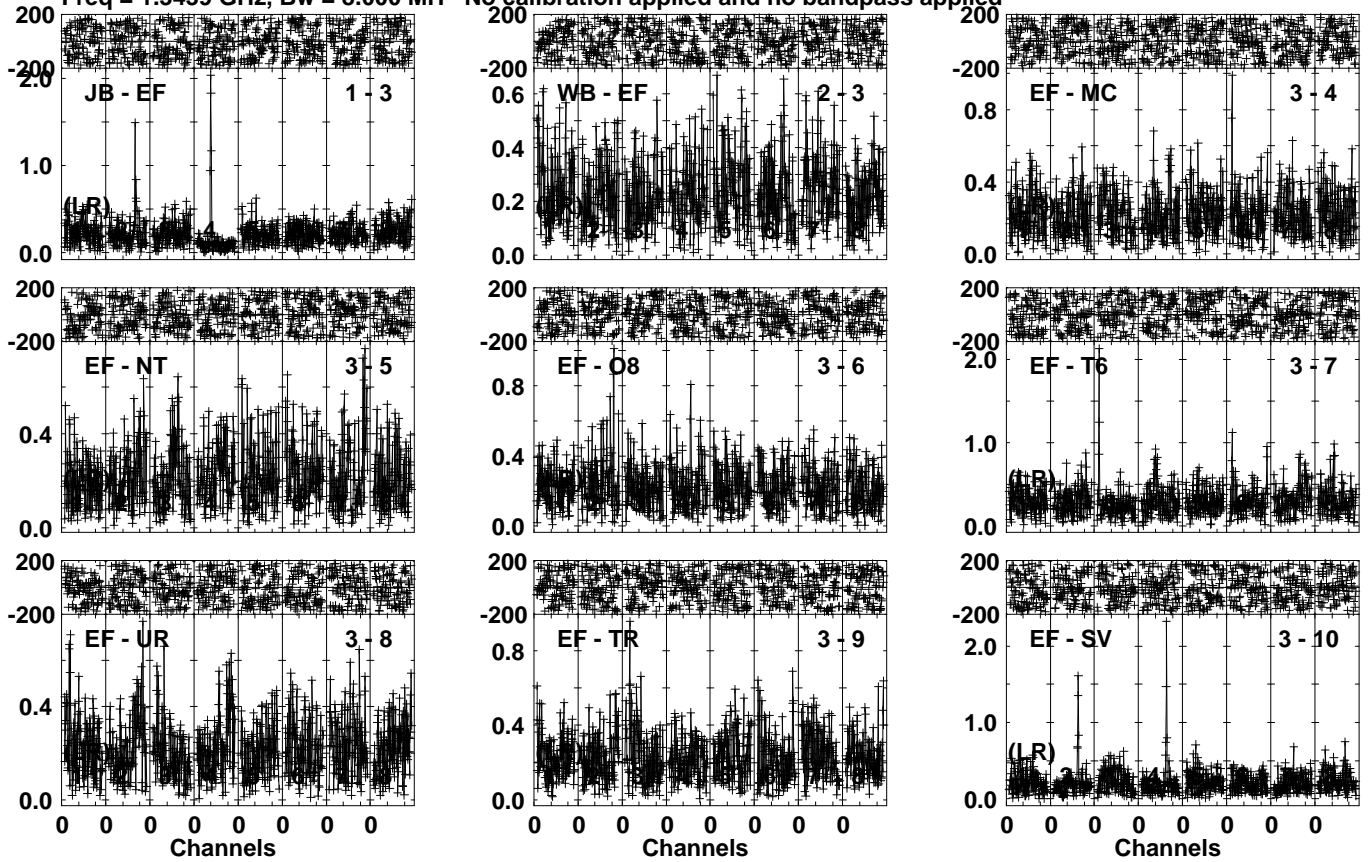 Freq = 1.5459 GHz, Bw = 8.000 MH No calibration applied and no bandpass applied
200 200 200
-200 -200 -200
JB - EF 1 - 3 WB - EF 2 - 3 EF - MC 3 - 4
2.0 0.6 0.8
1.0 0.4 0.4
(LR) 0.2
0.0 0.0 0.0
200 200 200
-200 -200 -200
EF - NT 3 - 5 EF - O8 3 - 6 EF - T6 3 - 7
0.4 0.8 2.0
0.4 1.0
(LR)
0.0 0.0 0.0
200 200 200
-200 -200 -200
EF - UR 3 - 8 EF - TR 3 - 9 EF - SV 3 - 10
0.4 0.8 2.0
0.4 1.0
(LR)
0.0 0.0 0.0
0 0 0 0 0 0 0 0 0 0 0 0 0 0 0 0 0 0 0 0 0 0 0 0
Channels Channels Channels